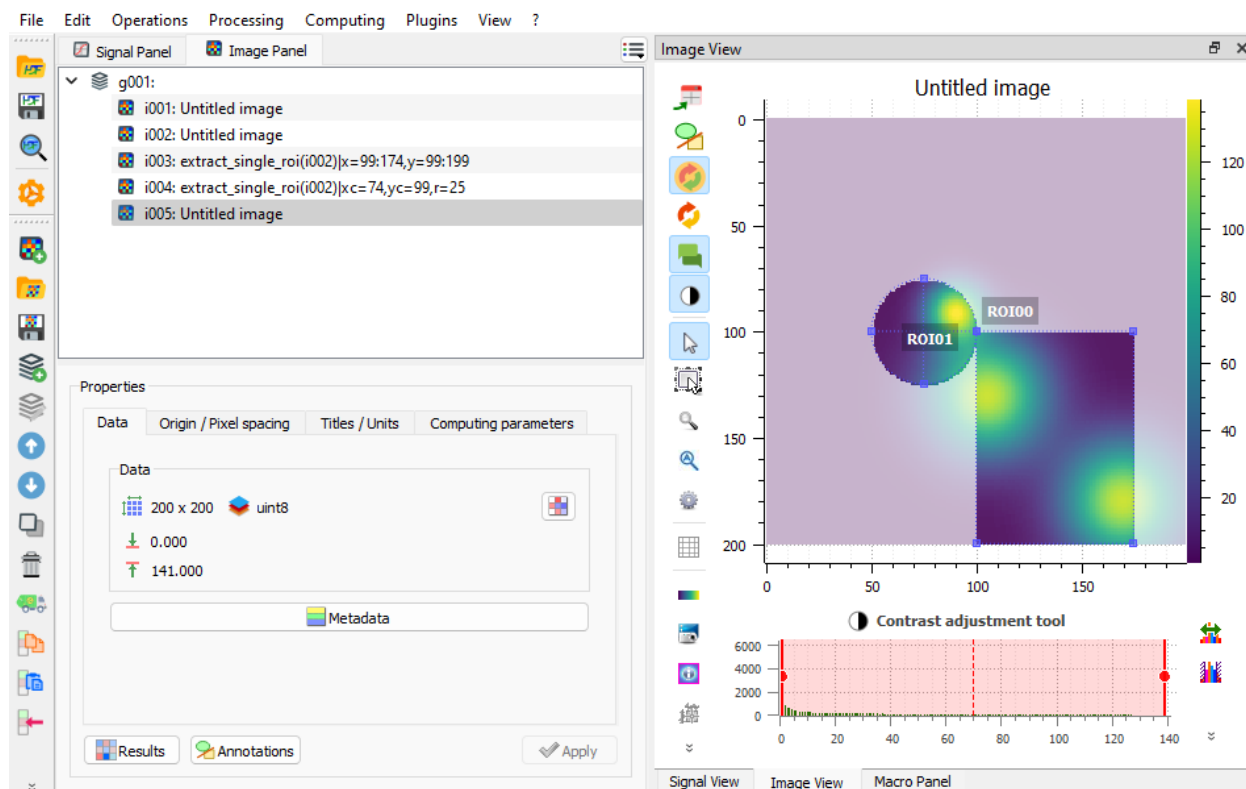 File Edit Operations Processing Computing Plugins View ?
Signal Panel Image Panel
g001:
i001: Untitled image
i002: Untitled image
i003: extract_single_roi(i002)|x=99:174,y=99:199
i004: extract_single_roi(i002)|xc=74,yc=99,r=25
i005: Untitled image
Properties
Data Origin / Pixel spacing Titles / Units Computing parameters
Data
200 x 200 uint8
0.000
141.000
Metadata
Results Annotations Apply
Image View
Untitled image
0
50
100
150
200
0 50 100 150
ROI00
ROI01
120
100
80
60
40
20
Contrast adjustment tool
6000
4000
2000
0
0 20 40 60 80 100 120 140
Signal View Image View Macro Panel